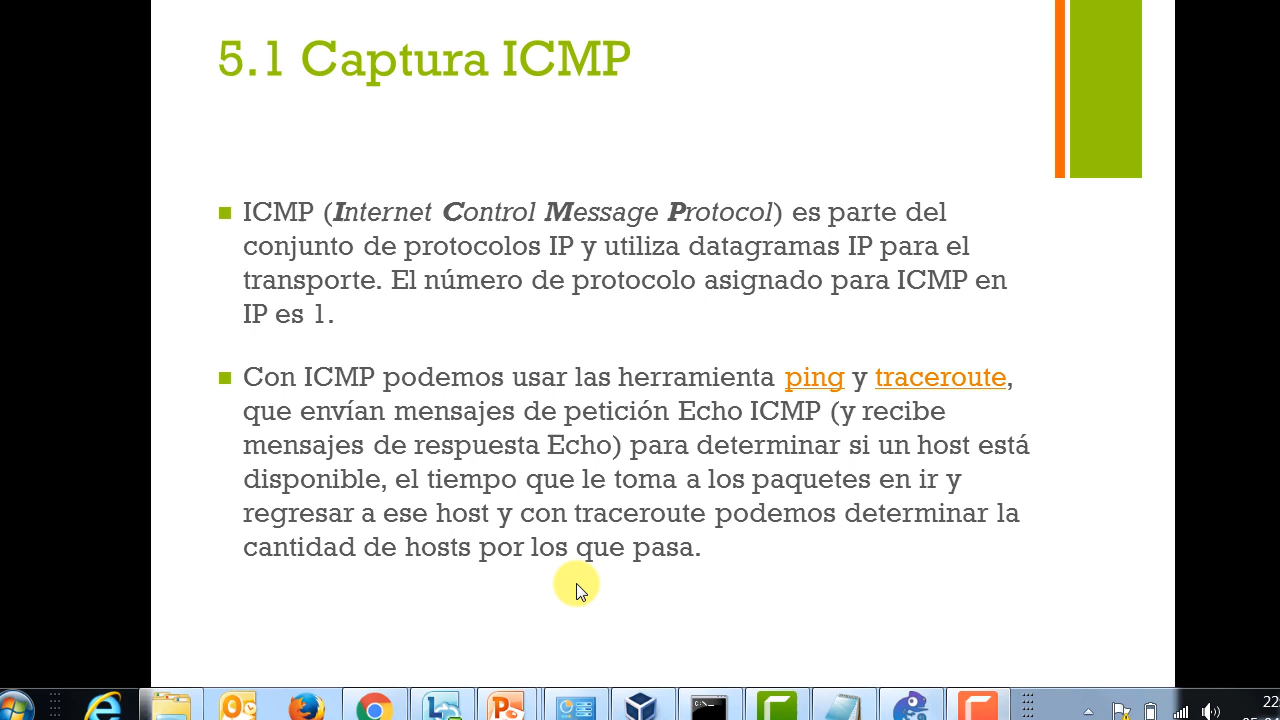 5.1 Captura ICMP
ICMP (Internet Control Message Protocol) es parte del
conjunto de protocolos IP y utiliza datagramas IP para el
transporte. El número de protocolo asignado para ICMP en
IP es 1.
Con ICMP podemos usar las herramienta ping y traceroute,
que envían mensajes de petición Echo ICMP (y recibe
mensajes de respuesta Echo) para determinar si un host está
disponible, el tiempo que le toma a los paquetes en ir y
regresar a ese host y con traceroute podemos determinar la
cantidad de hosts por los que pasa.
22